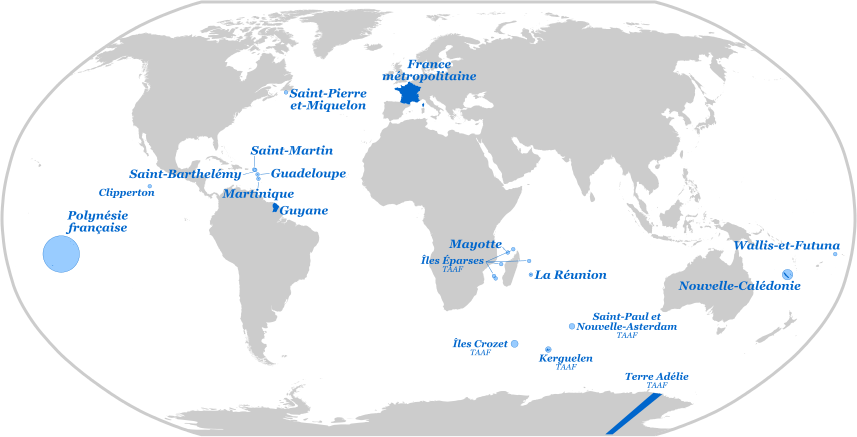 France
métropolitaine
Saint-Pierre
et-Miquelon
Saint-Martin
Saint-Barthelémy
Guadeloupe
Clipperton
Martinique
Guyane
Polynésie
française
Mayotte
Îles Éparses
TAAF
La Réunion
Wallis-et-Futuna
Nouvelle-Calédonie
Saint-Paul et
Nouvelle-Asterdam
TAAF
Îles Crozet
TAAF
Kerguelen
TAAF
Terre Adélie
TAAF